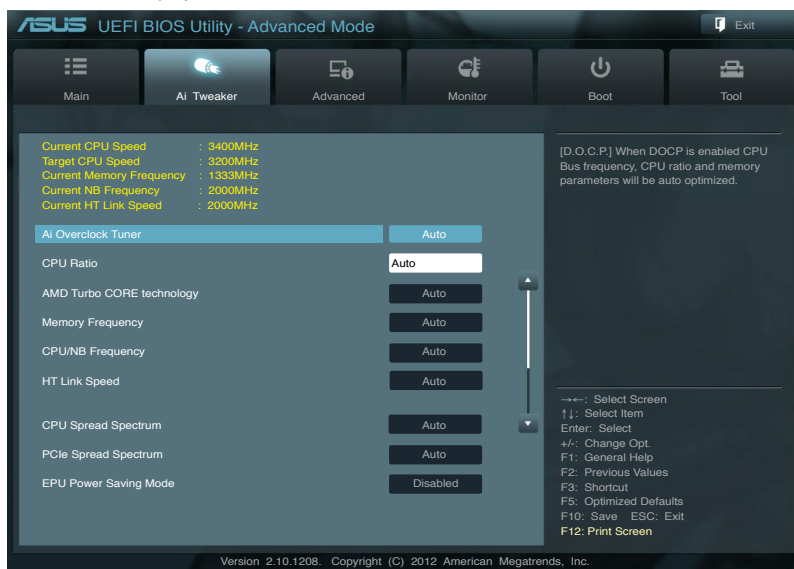 ASUS UEFI BIOS Utility - Advanced Mode
Exit
Main
Ai Tweaker
Advanced
Monitor
Boot
Tool
Current CPU Speed : 3400MHz
Target CPU Speed : 3200MHz
Current Memory Frequency : 1333MHz
Current NB Frequency : 2000MHz
Current HT Link Speed : 2000MHz
Ai Overclock Tuner Auto
CPU Ratio Auto
AMD Turbo CORE technology Auto
Memory Frequency Auto
CPU/NB Frequency Auto
HT Link Speed Auto
CPU Spread Spectrum Auto
PCIe Spread Spectrum Auto
EPU Power Saving Mode Disabled
[D.O.C.P.] When DOCP is enabled CPU
Bus frequency, CPU ratio and memory
parameters will be auto optimized.
→←: Select Screen
↑↓: Select Item
Enter: Select
+/-: Change Opt.
F1: General Help
F2: Previous Values
F3: Shortcut
F5: Optimized Defaults
F10: Save ESC: Exit
F12: Print Screen
Version 2.10.1208. Copyright (C) 2012 American Megatrends, Inc.